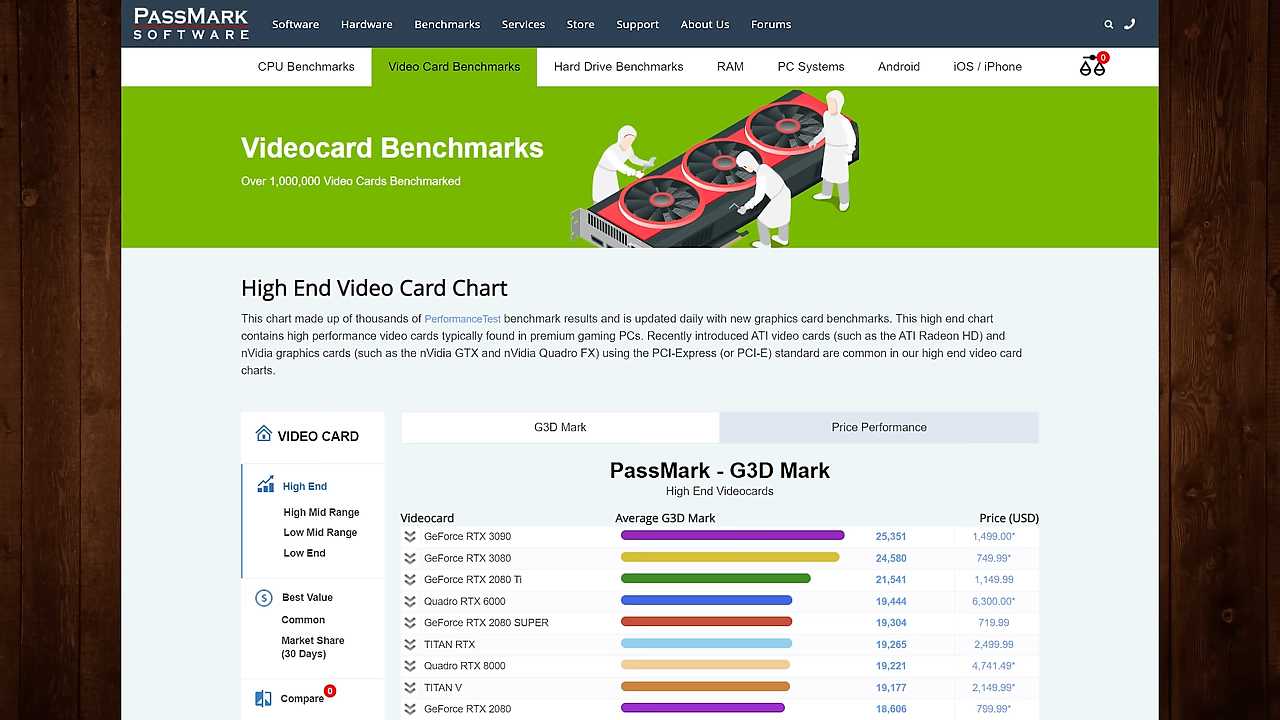 PASSMARK
SOFTWARE
Software Hardware Benchmarks Services Store Support About Us Forums
CPU Benchmarks Video Card Benchmarks Hard Drive Benchmarks RAM PC Systems Android iOS / iPhone 0
Videocard Benchmarks
Over 1,000,000 Video Cards Benchmarked
High End Video Card Chart
This chart made up of thousands of PerformanceTest benchmark results and is updated daily with new graphics card benchmarks. This high end chart
contains high performance video cards typically found in premium gaming PCs. Recently introduced ATI video cards (such as the ATI Radeon HD) and
nVidia graphics cards (such as the nVidia GTX and nVidia Quadro FX) using the PCI-Express (or PCI-E) standard are common in our high end video card
charts.
VIDEO CARD
High End
High Mid Range
Low Mid Range
Low End
Best Value
Common
Market Share
(30 Days)
Compare 0
G3D Mark Price Performance
PassMark - G3D Mark
High End Videocards
Videocard Average G3D Mark Price (USD)
GeForce RTX 3090 25,351 1,499.00*
GeForce RTX 3080 24,580 749.99*
GeForce RTX 2080 Ti 21,541 1,149.99
Quadro RTX 6000 19,444 6,300.00*
GeForce RTX 2080 SUPER 19,304 719.99
TITAN RTX 19,265 2,499.99
Quadro RTX 8000 19,221 4,741.49*
TITAN V 19,177 2,149.99*
GeForce RTX 2080 18,606 799.99*